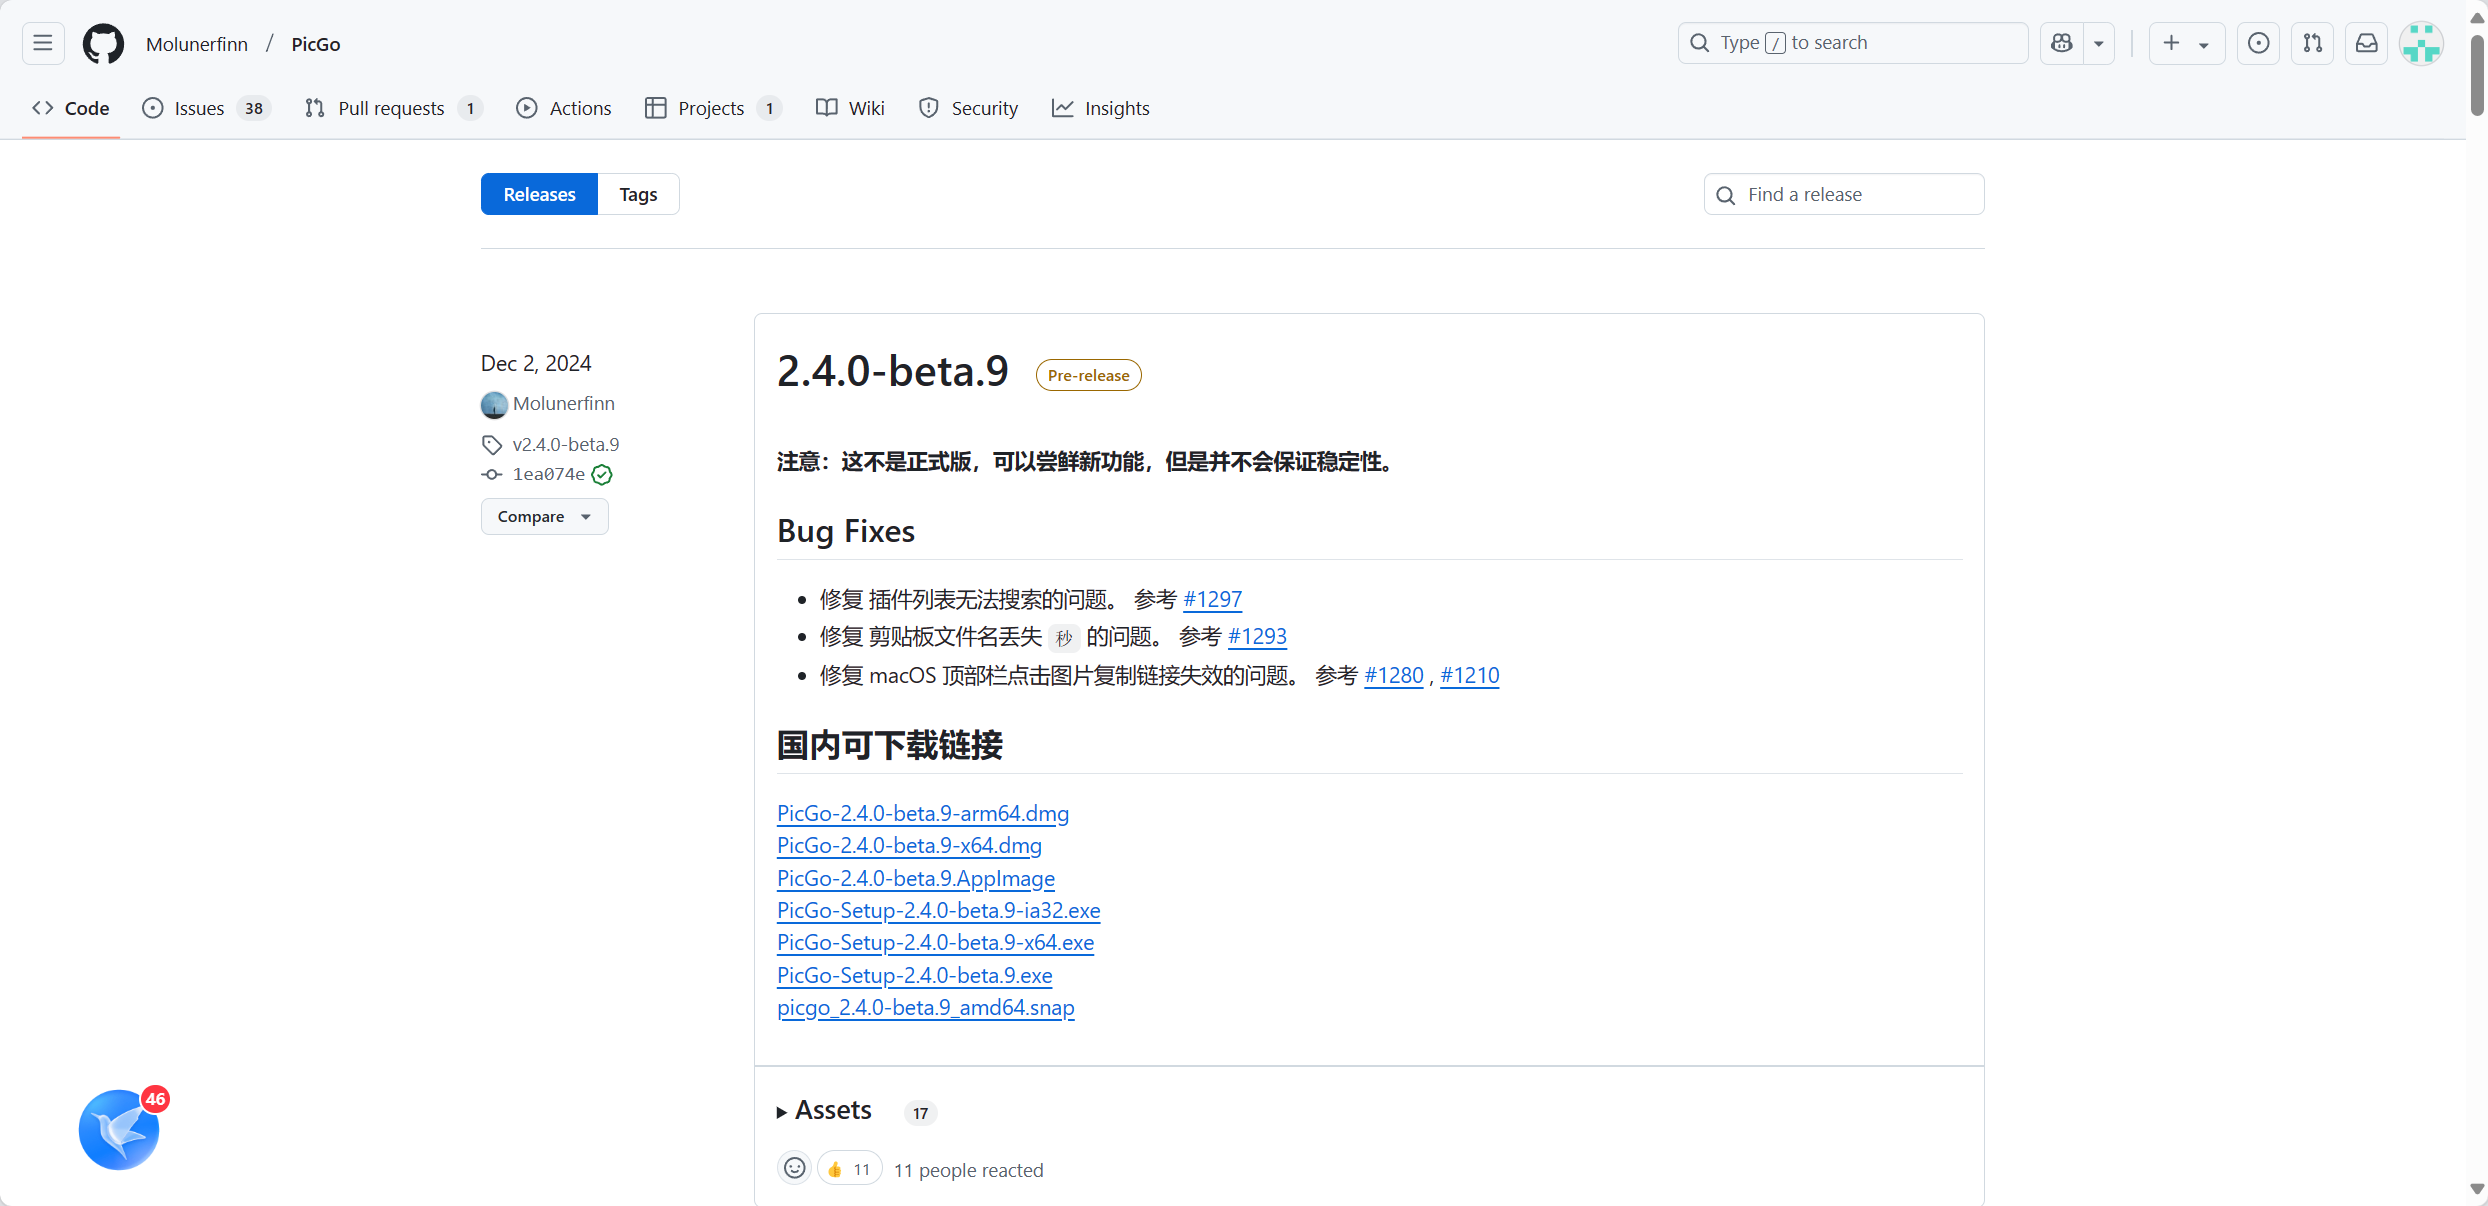 Molunerfinn / PicGo
Type / to search
Code
Issues 38
Pull requests 1
Actions
Projects 1
Wiki
Security
Insights
Releases
Tags
Find a release
Dec 2, 2024
Molunerfinn
v2.4.0-beta.9
1ea074e
Compare
2.4.0-beta.9 Pre-release
注意：这不是正式版，可以尝鲜新功能，但是并不会保证稳定性。
Bug Fixes
修复 插件列表无法搜索的问题。 参考 #1297
修复 剪贴板文件名丢失 秒 的问题。 参考 #1293
修复 macOS 顶部栏点击图片复制链接失效的问题。 参考 #1280 , #1210
国内可下载链接
PicGo-2.4.0-beta.9-arm64.dmg
PicGo-2.4.0-beta.9-x64.dmg
PicGo-2.4.0-beta.9.AppImage
PicGo-Setup-2.4.0-beta.9-ia32.exe
PicGo-Setup-2.4.0-beta.9-x64.exe
PicGo-Setup-2.4.0-beta.9.exe
picgo_2.4.0-beta.9_amd64.snap
Assets 17
👍 11 11 people reacted
46